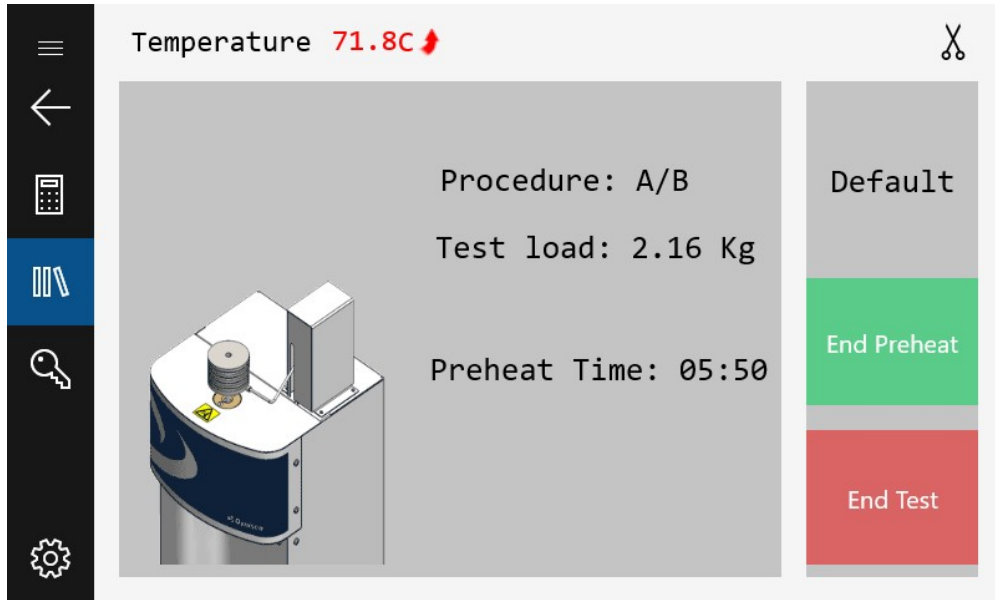 Temperature 71.8C
Procedure: A/B
Default
Test load: 2.16 Kg
End Preheat
Preheat Time: 05:50
End Test